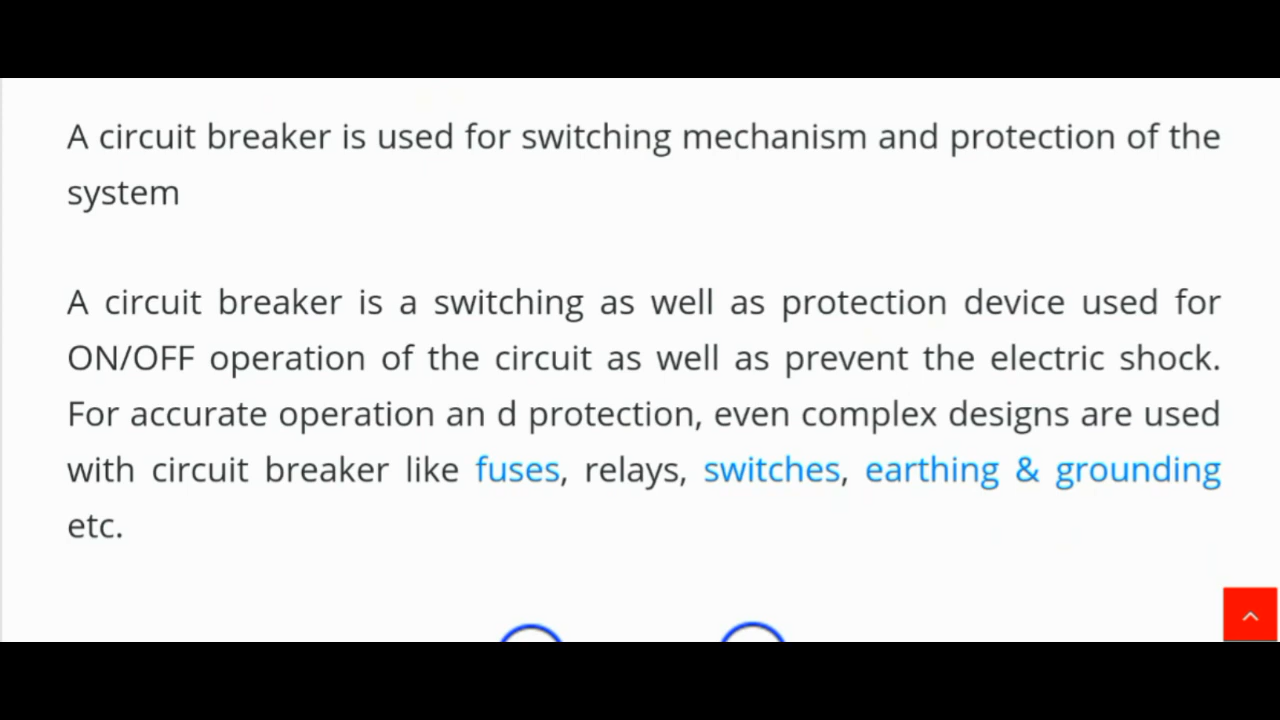 A circuit breaker is used for switching mechanism and protection of the
system
A circuit breaker is a switching as well as protection device used for
ON/OFF operation of the circuit as well as prevent the electric shock.
For accurate operation an d protection, even complex designs are used
with circuit breaker like fuses, relays, switches, earthing & grounding
etc.